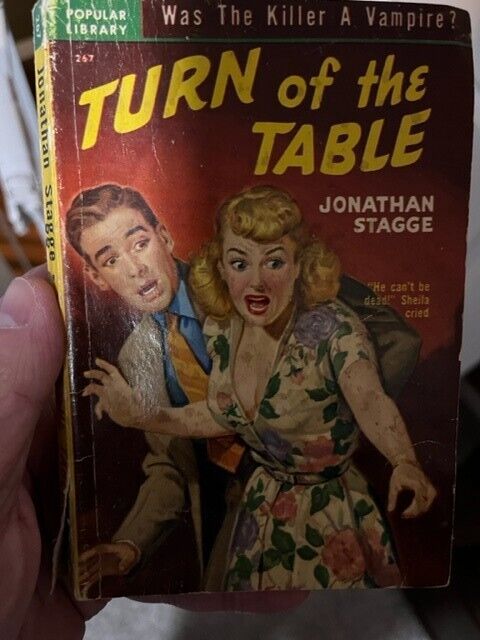 POPULAR
LIBRARY
Was The Killer A Vampire?
267
TURN of the
TABLE
JONATHAN
STAGGE
"He can't be
dead!" Sheila
cried
267
Jonathan Stagge